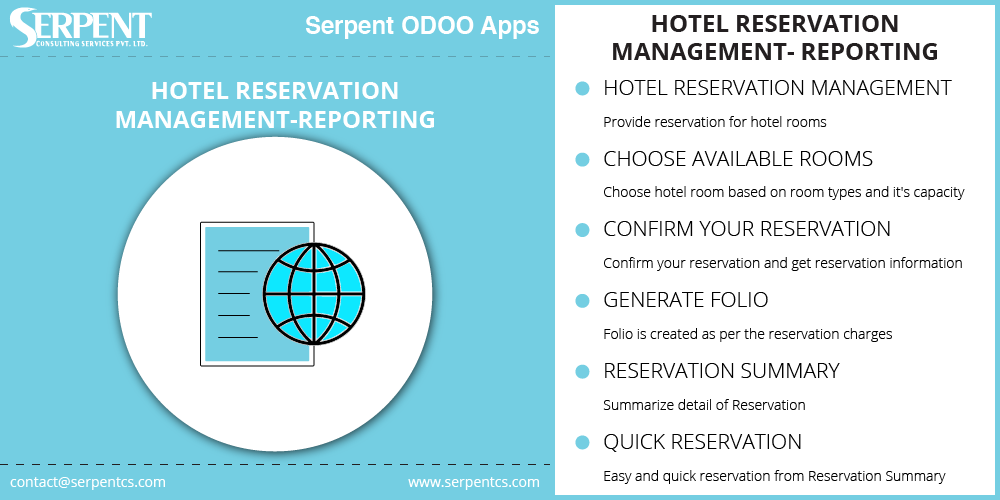 SERPENT
CONSULTING SERVICES PVT. LTD.
Serpent ODOO Apps
HOTEL RESERVATION
MANAGEMENT-REPORTING
contact@serpentcs.com
www.serpentcs.com
HOTEL RESERVATION
MANAGEMENT- REPORTING
HOTEL RESERVATION MANAGEMENT
Provide reservation for hotel rooms
CHOOSE AVAILABLE ROOMS
Choose hotel room based on room types and it's capacity
CONFIRM YOUR RESERVATION
Confirm your reservation and get reservation information
GENERATE FOLIO
Folio is created as per the reservation charges
RESERVATION SUMMARY
Summarize detail of Reservation
QUICK RESERVATION
Easy and quick reservation from Reservation Summary